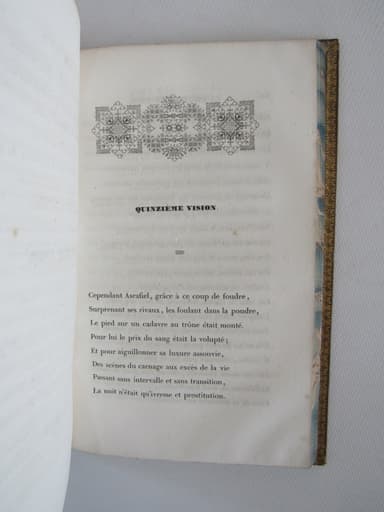 QUINZIÈME VISION
Cependant Asrafiel, grâce à ce coup de foudre,
Surprenant ses rivaux, les foulant dans la poudre,
Le pied sur un cadavre au trône était monté.
Pour lui le prix du sang était la volupté;
Et pour aiguillonner sa luxure assouvie,
Des scènes du carnage aux excès de la vie
Passant sans intervalle et sans transition,
La nuit n'était qu'ivresse et prostitution.